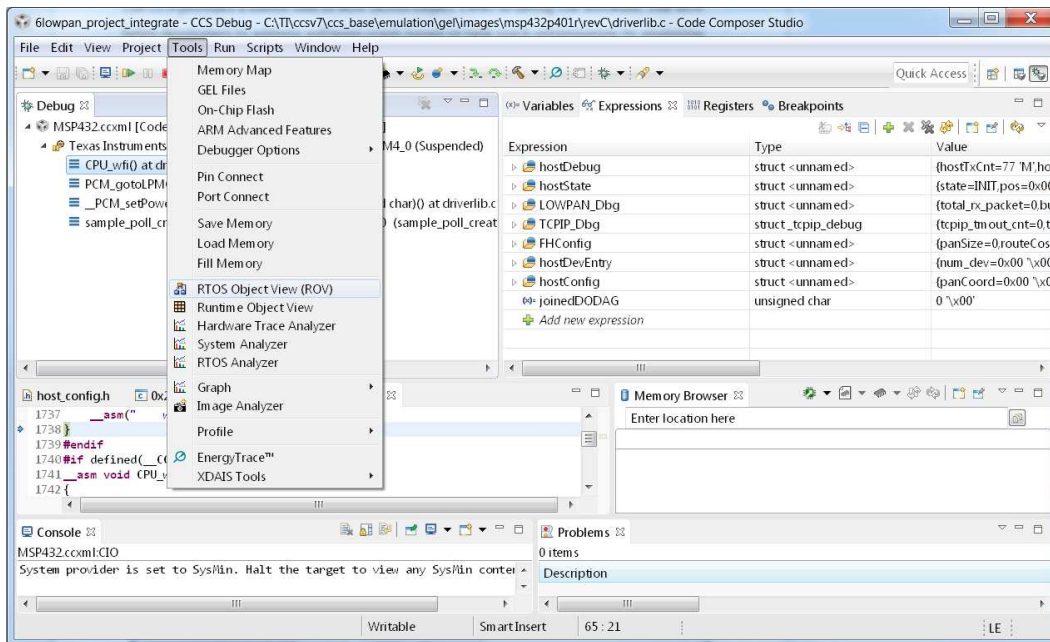 6lowpan_project_integrate - CCS Debug - C:\TI\ccsv7\ccs_base\emulation\gel\images\msp432p401r\revC\driverlib.c - Code Composer Studio
File Edit View Project Tools Run Scripts Window Help
Quick Access
Memory Map
GEL Files
On-Chip Flash
ARM Advanced Features
Debugger Options
Pin Connect
Port Connect
Save Memory
Load Memory
Fill Memory
RTOS Object View (ROV)
Runtime Object View
Hardware Trace Analyzer
System Analyzer
RTOS Analyzer
Graph
Image Analyzer
Profile
EnergyTrace™
XDAIS Tools
Debug
MSP432.ccxml [Code
Texas Instruments M4_0 (Suspended)
CPU_wfi() at dr
PCM_gotoLPM
__PCM_setPowe char)() at driverlib.c
sample_poll_cr (sample_poll_creat
Variables Expressions Registers Breakpoints
Expression Type Value
hostDebug struct <unnamed> {hostTxCnt=77 'M',ho
hostState struct <unnamed> {state=INIT,pos=0x00
LOWPAN_Dbg struct <unnamed> {total_rx_packet=0,bu
TCPIP_Dbg struct _tcpip_debug {tcpip_tmout_cnt=0,t
FHConfig struct <unnamed> {panSize=0,routeCos
hostDevEntry struct <unnamed> {num_dev=0x00 '\x00
hostConfig struct <unnamed> {panCoord=0x00 '\x0
joinedDODAG unsigned char 0 '\x00'
Add new expression
host_config.h 0x2
1737 __asm(" w
1738 }
1739 #endif
1740 #if defined(__CC
1741 __asm void CPU_w
1742 {
Memory Browser
Enter location here
Console
MSP432.ccxml:CIO
System provider is set to SysMin. Halt the target to view any SysMin conter
Problems
0 items
Description
Writable Smart Insert 65 : 21 LE